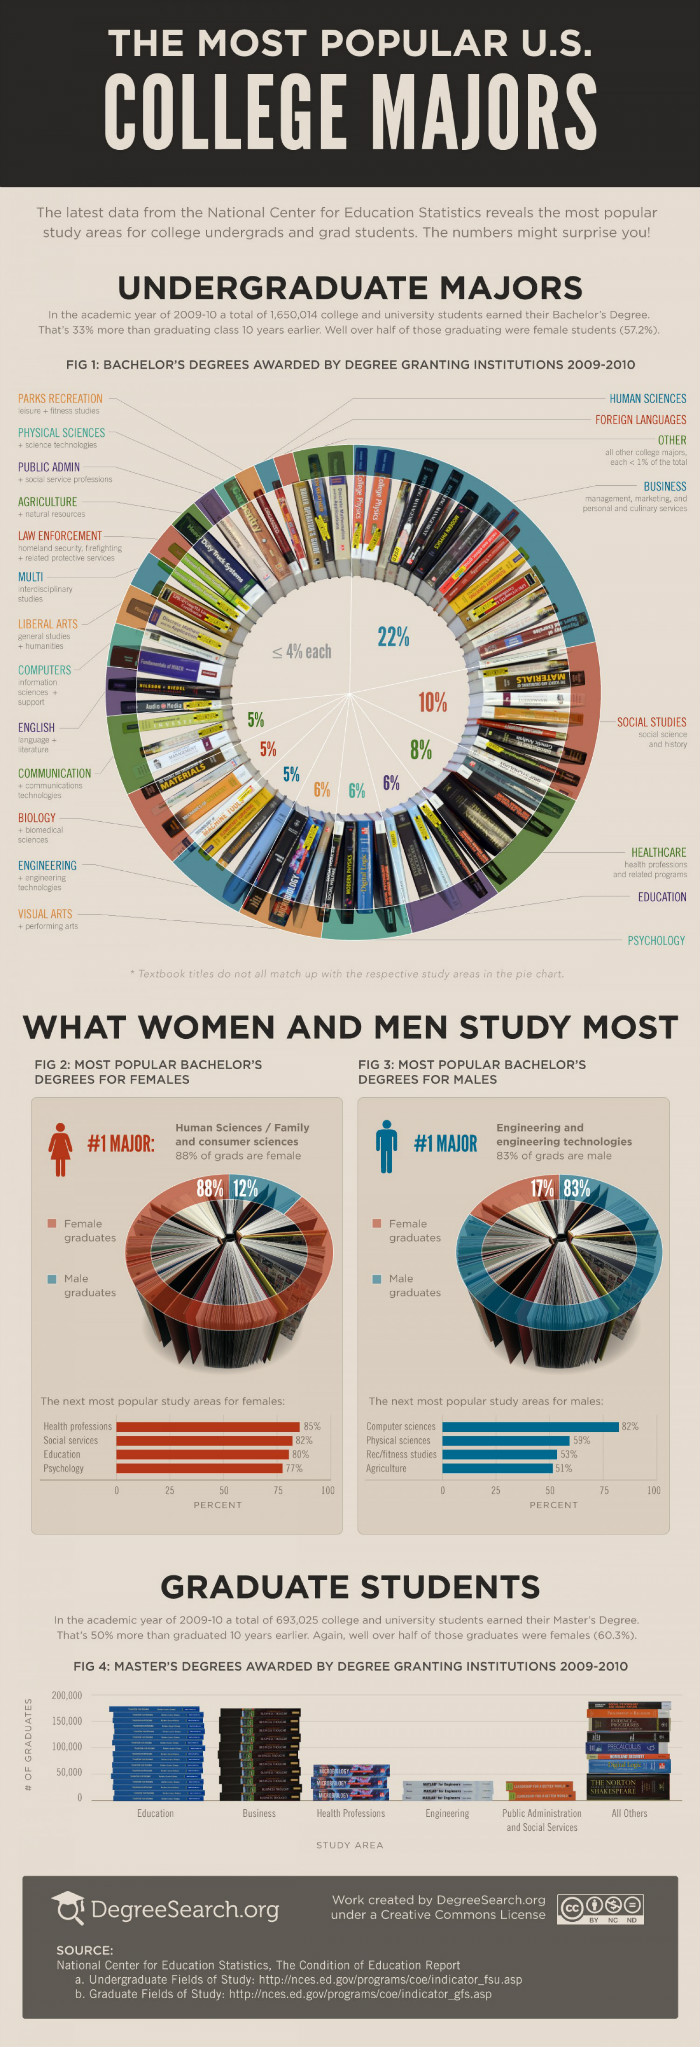 THE MOST POPULAR U.S.
COLLEGE MAJORS
The latest data from the National Center for Education Statistics reveals the most popular
study areas for college undergrads and grad students. The numbers might surprise you!
UNDERGRADUATE MAJORS
In the academic year of 2009-10 a total of 1,650,014 college and university students earned their Bachelor's Degree.
That's 33% more than graduating class 10 years earlier. Well over half of those graduating were female students (57.2%).
FIG 1: BACHELOR'S DEGREES AWARDED BY DEGREE GRANTING INSTITUTIONS 2009-2010
PARKS RECREATION
leisure + fitness studies
PHYSICAL SCIENCES
+ science technologies
PUBLIC ADMIN
+ social service professions
AGRICULTURE
+ natural resources
LAW ENFORCEMENT
homeland security, firefighting
+ related protective services
MULTI
interdisciplinary
studies
LIBERAL ARTS
general studies
+ humanities
COMPUTERS
information
sciences +
support
ENGLISH
language +
literature
COMMUNICATION
+ communications
technologies
BIOLOGY
+ biomedical
sciences
ENGINEERING
+ engineering
technologies
VISUAL ARTS
+ performing arts
HUMAN SCIENCES
FOREIGN LANGUAGES
OTHER
all other college majors,
each < 1% of the total
BUSINESS
management, marketing, and
personal and culinary services
SOCIAL STUDIES
social science
and history
HEALTHCARE
health professions
and related programs
EDUCATION
PSYCHOLOGY
≤ 4% each
22%
10%
8%
6%
6%
6%
5%
5%
5%
MATERIALS
MATERIALS
Audio Media
* Textbook titles do not all match up with the respective study areas in the pie chart.
WHAT WOMEN AND MEN STUDY MOST
FIG 2: MOST POPULAR BACHELOR'S
DEGREES FOR FEMALES
#1 MAJOR:
Human Sciences / Family
and consumer sciences
88% of grads are female
88% 12%
Female
graduates
Male
graduates
The next most popular study areas for females:
Health professions 85%
Social services 82%
Education 80%
Psychology 77%
0 25 50 75 100
PERCENT
FIG 3: MOST POPULAR BACHELOR'S
DEGREES FOR MALES
#1 MAJOR
Engineering and
engineering technologies
83% of grads are male
17% 83%
Female
graduates
Male
graduates
The next most popular study areas for males:
Computer sciences 82%
Physical sciences 59%
Rec/fitness studies 53%
Agriculture 51%
0 25 50 75 100
PERCENT
GRADUATE STUDENTS
In the academic year of 2009-10 a total of 693,025 college and university students earned their Master's Degree.
That's 50% more than graduated 10 years earlier. Again, well over half of those graduates were females (60.3%).
FIG 4: MASTER'S DEGREES AWARDED BY DEGREE GRANTING INSTITUTIONS 2009-2010
# OF GRADUATES
200,000
150,000
100,000
50,000
0
MICROBIOLOGY
MICROBIOLOGY
MICROBIOLOGY
PRECALCULUS
THE NORTON
SHAKESPEARE
Education
Business
Health Professions
Engineering
Public Administration
and Social Services
All Others
STUDY AREA
DegreeSearch.org
Work created by DegreeSearch.org
under a Creative Commons License
CC
BY NC ND
SOURCE:
National Center for Education Statistics, The Condition of Education Report
a. Undergraduate Fields of Study: http://nces.ed.gov/programs/coe/indicator_fsu.asp
b. Graduate Fields of Study: http://nces.ed.gov/programs/coe/indicator_gfs.asp